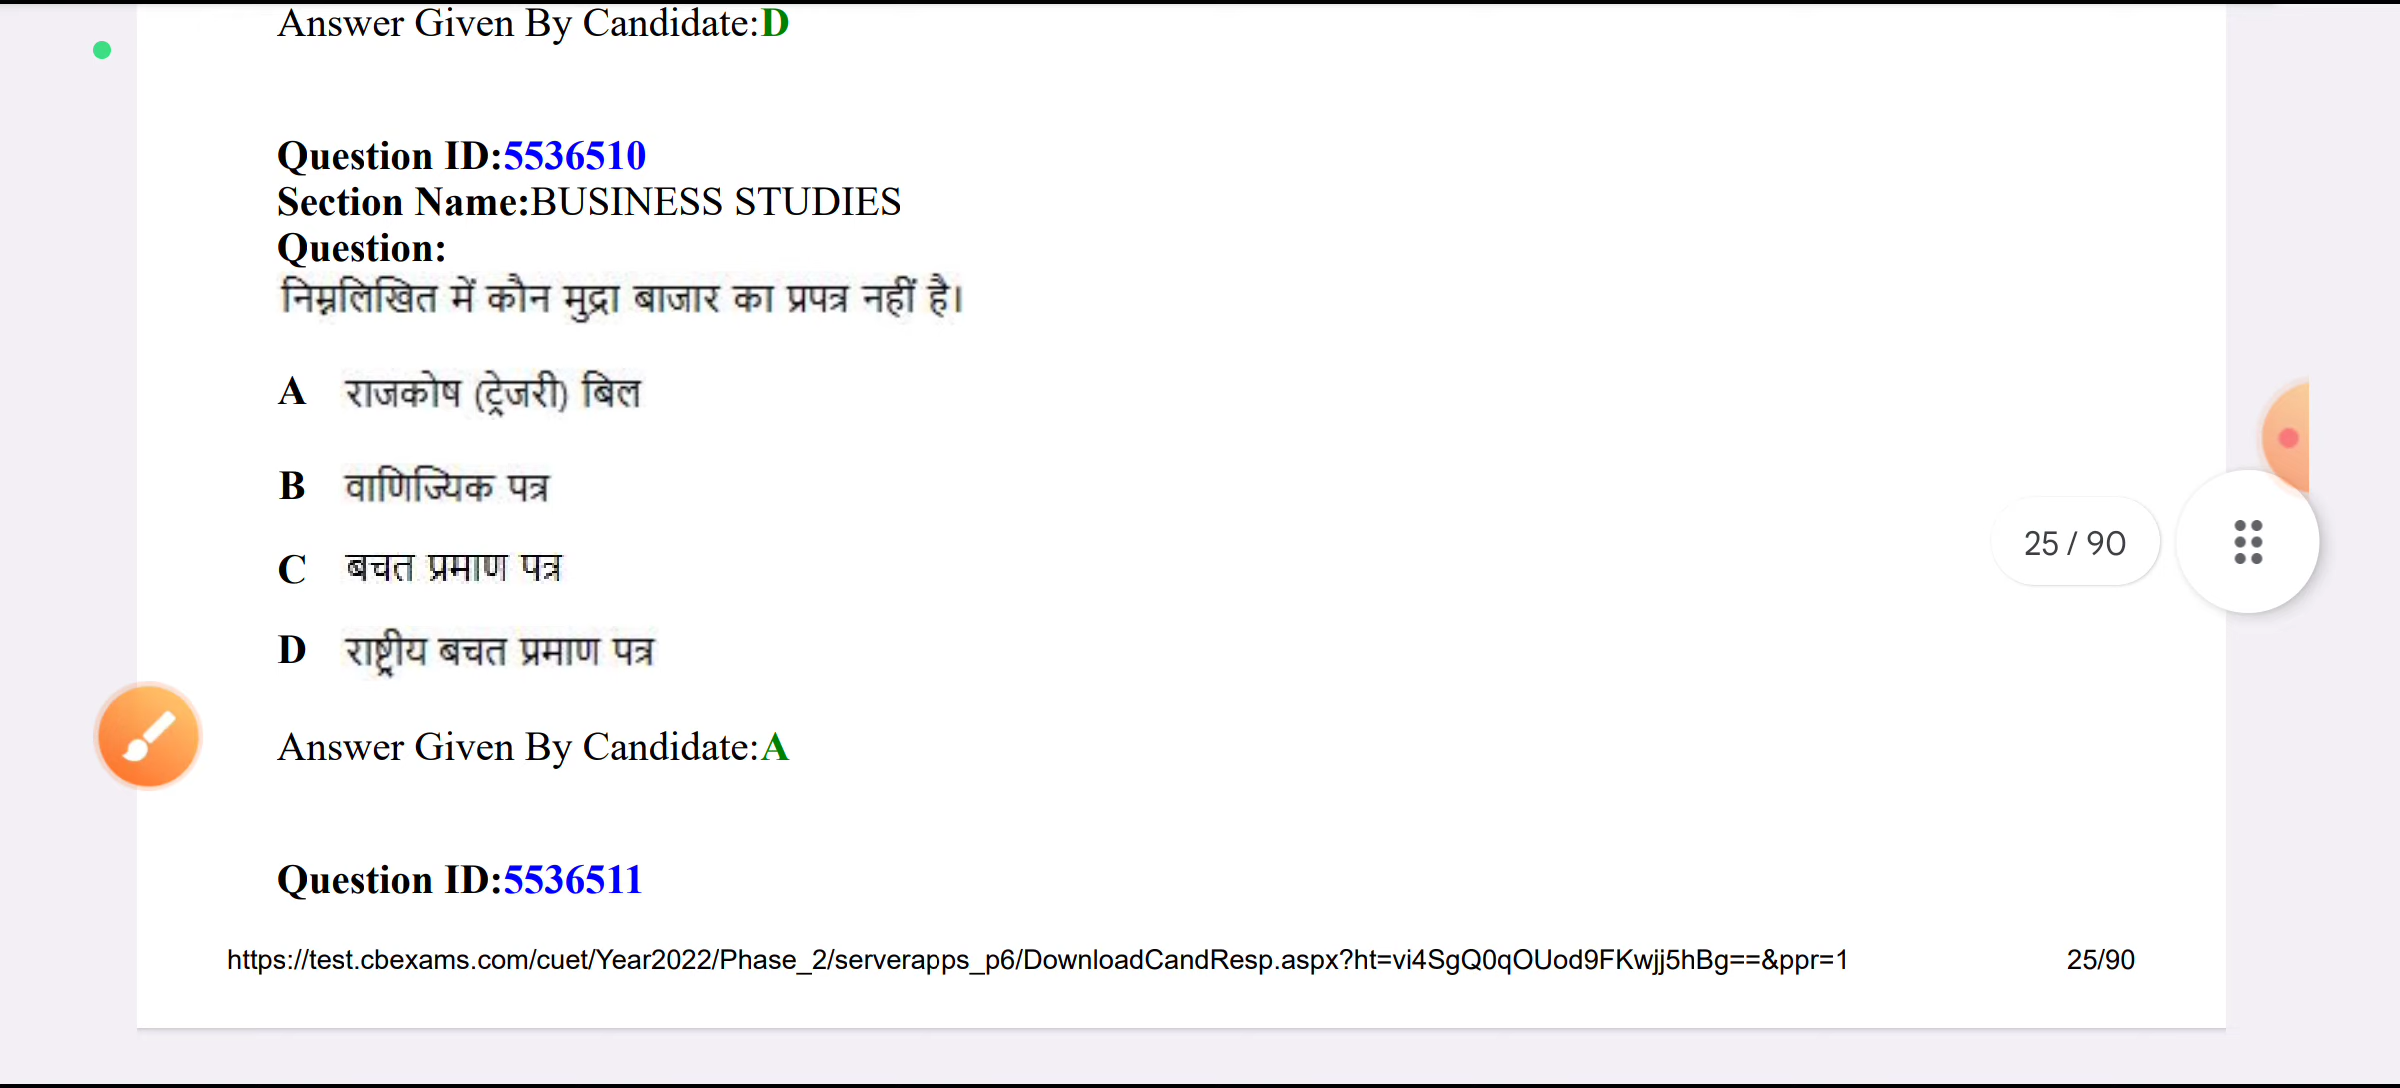 Answer Given By Candidate:D
Question ID:5536510
Section Name:BUSINESS STUDIES
Question:
निम्नलिखित में कौन मुद्रा बाजार का प्रपत्र नहीं है।
A राजकोष (ट्रेजरी) बिल
B वाणिज्यिक पत्र
C बचत प्रमाण पत्र
D राष्ट्रीय बचत प्रमाण पत्र
25 / 90
Answer Given By Candidate:A
Question ID:5536511
https://test.cbexams.com/cuet/Year2022/Phase_2/serverapps_p6/DownloadCandResp.aspx?ht=vi4SgQ0qOUod9FKwjj5hBg==&ppr=1 25/90